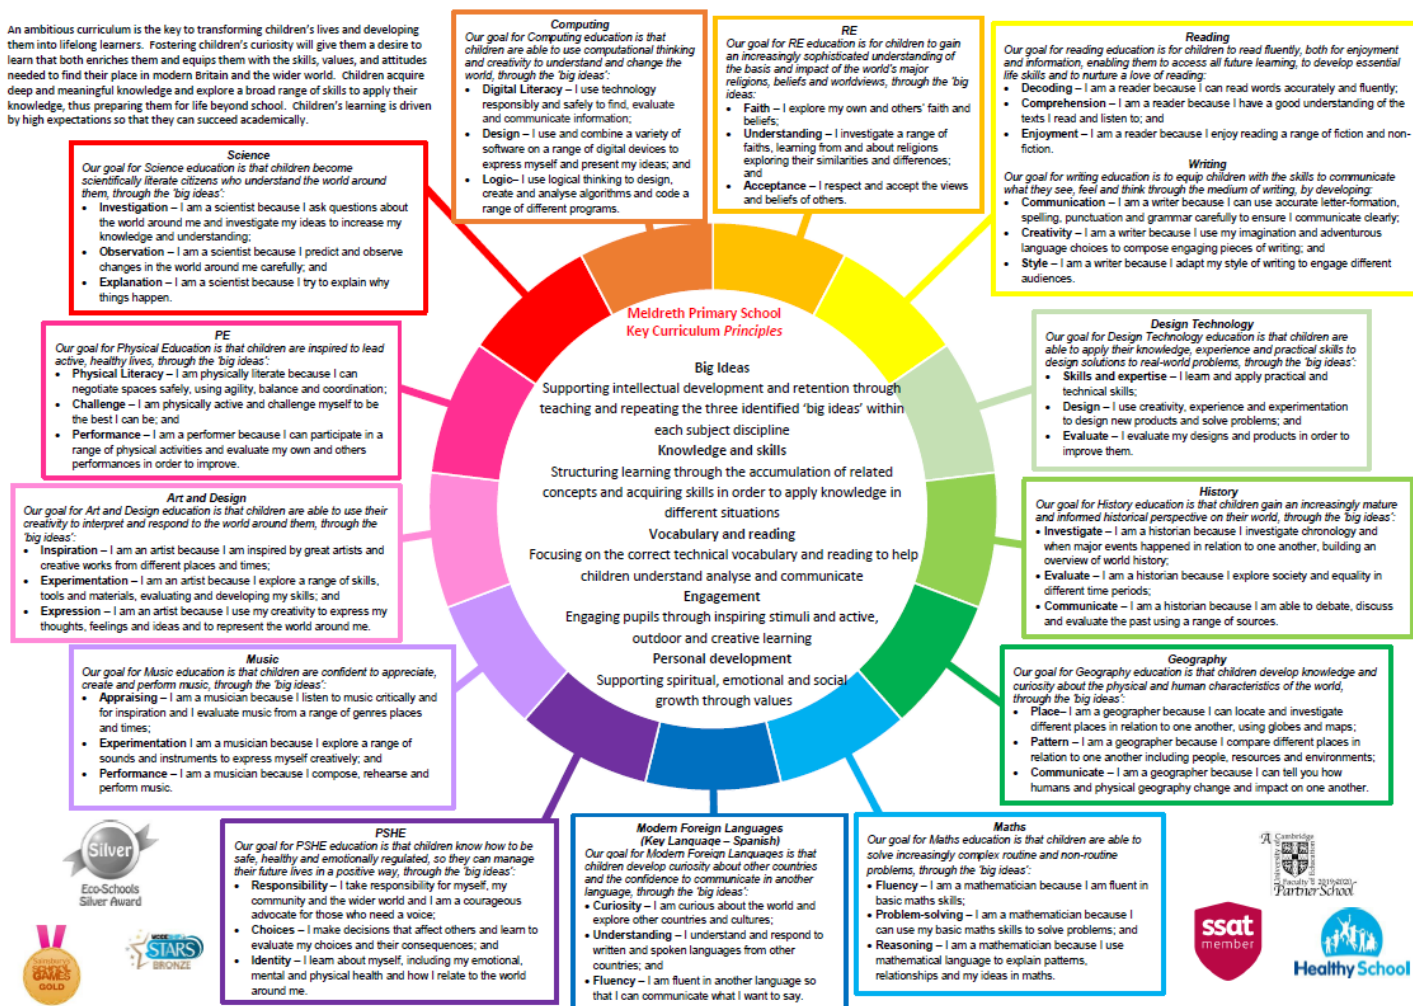 An ambitious curriculum is the key to transforming children's lives and developing
them into lifelong learners. Fostering children's curiosity will give them a desire to
learn that both enriches them and equips them with the skills, values, and attitudes
needed to find their place in modern Britain and the wider world. Children acquire
deep and meaningful knowledge and explore a broad range of skills to apply their
knowledge, thus preparing them for life beyond school. Children's learning is driven
by high expectations so that they can succeed academically.
Computing
Our goal for Computing education is that
children are able to use computational thinking
and creativity to understand and change the
world, through the 'big ideas':
• Digital Literacy – I use technology
responsibly and safely to find, evaluate
and communicate information;
• Design – I use and combine a variety of
software on a range of digital devices to
express myself and present my ideas; and
• Logic– I use logical thinking to design,
create and analyse algorithms and code a
range of different programs.
RE
Our goal for RE education is for children to gain
an increasingly sophisticated understanding of
the basis and impact of the world's major
religions, beliefs and worldviews, through the 'big
ideas:
• Faith – I explore my own and others' faith and
beliefs;
• Understanding – I investigate a range of
faiths, learning from and about religions
exploring their similarities and differences;
and
• Acceptance – I respect and accept the views
and beliefs of others.
Reading
Our goal for reading education is for children to read fluently, both for enjoyment
and information, enabling them to access all future learning, to develop essential
life skills and to nurture a love of reading:
• Decoding – I am a reader because I can read words accurately and fluently;
• Comprehension – I am a reader because I have a good understanding of the
texts I read and listen to; and
• Enjoyment – I am a reader because I enjoy reading a range of fiction and non-
fiction.
Writing
Our goal for writing education is to equip children with the skills to communicate
what they see, feel and think through the medium of writing, by developing:
• Communication – I am a writer because I can use accurate letter-formation,
spelling, punctuation and grammar carefully to ensure I communicate clearly;
• Creativity – I am a writer because I use my imagination and adventurous
language choices to compose engaging pieces of writing; and
• Style – I am a writer because I adapt my style of writing to engage different
audiences.
Science
Our goal for Science education is that children become
scientifically literate citizens who understand the world around
them, through the 'big ideas':
• Investigation – I am a scientist because I ask questions about
the world around me and investigate my ideas to increase my
knowledge and understanding;
• Observation – I am a scientist because I predict and observe
changes in the world around me carefully; and
• Explanation – I am a scientist because I try to explain why
things happen.
PE
Our goal for Physical Education is that children are inspired to lead
active, healthy lives, through the 'big ideas':
• Physical Literacy – I am physically literate because I can
negotiate spaces safely, using agility, balance and coordination;
• Challenge – I am physically active and challenge myself to be
the best I can be; and
• Performance – I am a performer because I can participate in a
range of physical activities and evaluate my own and others
performances in order to improve.
Art and Design
Our goal for Art and Design education is that children are able to use their
creativity to interpret and respond to the world around them, through the
'big ideas':
• Inspiration – I am an artist because I am inspired by great artists and
creative works from different places and times;
• Experimentation – I am an artist because I explore a range of skills,
tools and materials, evaluating and developing my skills; and
• Expression – I am an artist because I use my creativity to express my
thoughts, feelings and ideas and to represent the world around me.
Music
Our goal for Music education is that children are confident to appreciate,
create and perform music, through the 'big ideas':
• Appraising – I am a musician because I listen to music critically and
for inspiration and I evaluate music from a range of genres places
and times;
• Experimentation I am a musician because I explore a range of
sounds and instruments to express myself creatively; and
• Performance – I am a musician because I compose, rehearse and
perform music.
Meldreth Primary School
Key Curriculum Principles
Big Ideas
Supporting intellectual development and retention through
teaching and repeating the three identified 'big ideas' within
each subject discipline
Knowledge and skills
Structuring learning through the accumulation of related
concepts and acquiring skills in order to apply knowledge in
different situations
Vocabulary and reading
Focusing on the correct technical vocabulary and reading to help
children understand analyse and communicate
Engagement
Engaging pupils through inspiring stimuli and active,
outdoor and creative learning
Personal development
Supporting spiritual, emotional and social
growth through values
Design Technology
Our goal for Design Technology education is that children are
able to apply their knowledge, experience and practical skills to
design solutions to real-world problems, through the 'big ideas':
• Skills and expertise – I learn and apply practical and
technical skills;
• Design – I use creativity, experience and experimentation
to design new products and solve problems; and
• Evaluate – I evaluate my designs and products in order to
improve them.
History
Our goal for History education is that children gain an increasingly mature
and informed historical perspective on their world, through the 'big ideas':
• Investigate – I am a historian because I investigate chronology and
when major events happened in relation to one another, building an
overview of world history;
• Evaluate – I am a historian because I explore society and equality in
different time periods;
• Communicate – I am a historian because I am able to debate, discuss
and evaluate the past using a range of sources.
Geography
Our goal for Geography education is that children develop knowledge and
curiosity about the physical and human characteristics of the world,
through the 'big ideas':
• Place– I am a geographer because I can locate and investigate
different places in relation to one another, using globes and maps;
• Pattern – I am a geographer because I compare different places in
relation to one another including people, resources and environments;
• Communicate – I am a geographer because I can tell you how
humans and physical geography change and impact on one another.
PSHE
Our goal for PSHE education is that children know how to be
safe, healthy and emotionally regulated, so they can manage
their future lives in a positive way, through the 'big ideas':
• Responsibility – I take responsibility for myself, my
community and the wider world and I am a courageous
advocate for those who need a voice;
• Choices – I make decisions that affect others and learn to
evaluate my choices and their consequences; and
• Identity – I learn about myself, including my emotional,
mental and physical health and how I relate to the world
around me.
Modern Foreign Languages
(Key Language – Spanish)
Our goal for Modern Foreign Languages is that
children develop curiosity about other countries
and the confidence to communicate in another
language, through the 'big ideas':
• Curiosity – I am curious about the world and
explore other countries and cultures;
• Understanding – I understand and respond to
written and spoken languages from other
countries; and
• Fluency – I am fluent in another language so
that I can communicate what I want to say.
Maths
Our goal for Maths education is that children are able to
solve increasingly complex routine and non-routine
problems, through the 'big ideas':
• Fluency – I am a mathematician because I am fluent in
basic maths skills;
• Problem-solving – I am a mathematician because I
can use my basic maths skills to solve problems; and
• Reasoning – I am a mathematician because I use
mathematical language to explain patterns,
relationships and my ideas in maths.
Silver
Eco-Schools
Silver Award
Sainsbury's
SCHOOL
GAMES
GOLD
MODESHIFT
STARS
BRONZE
A
University of Cambridge
Faculty of Education
2019-2020
Partner School
ssat
member
Healthy School